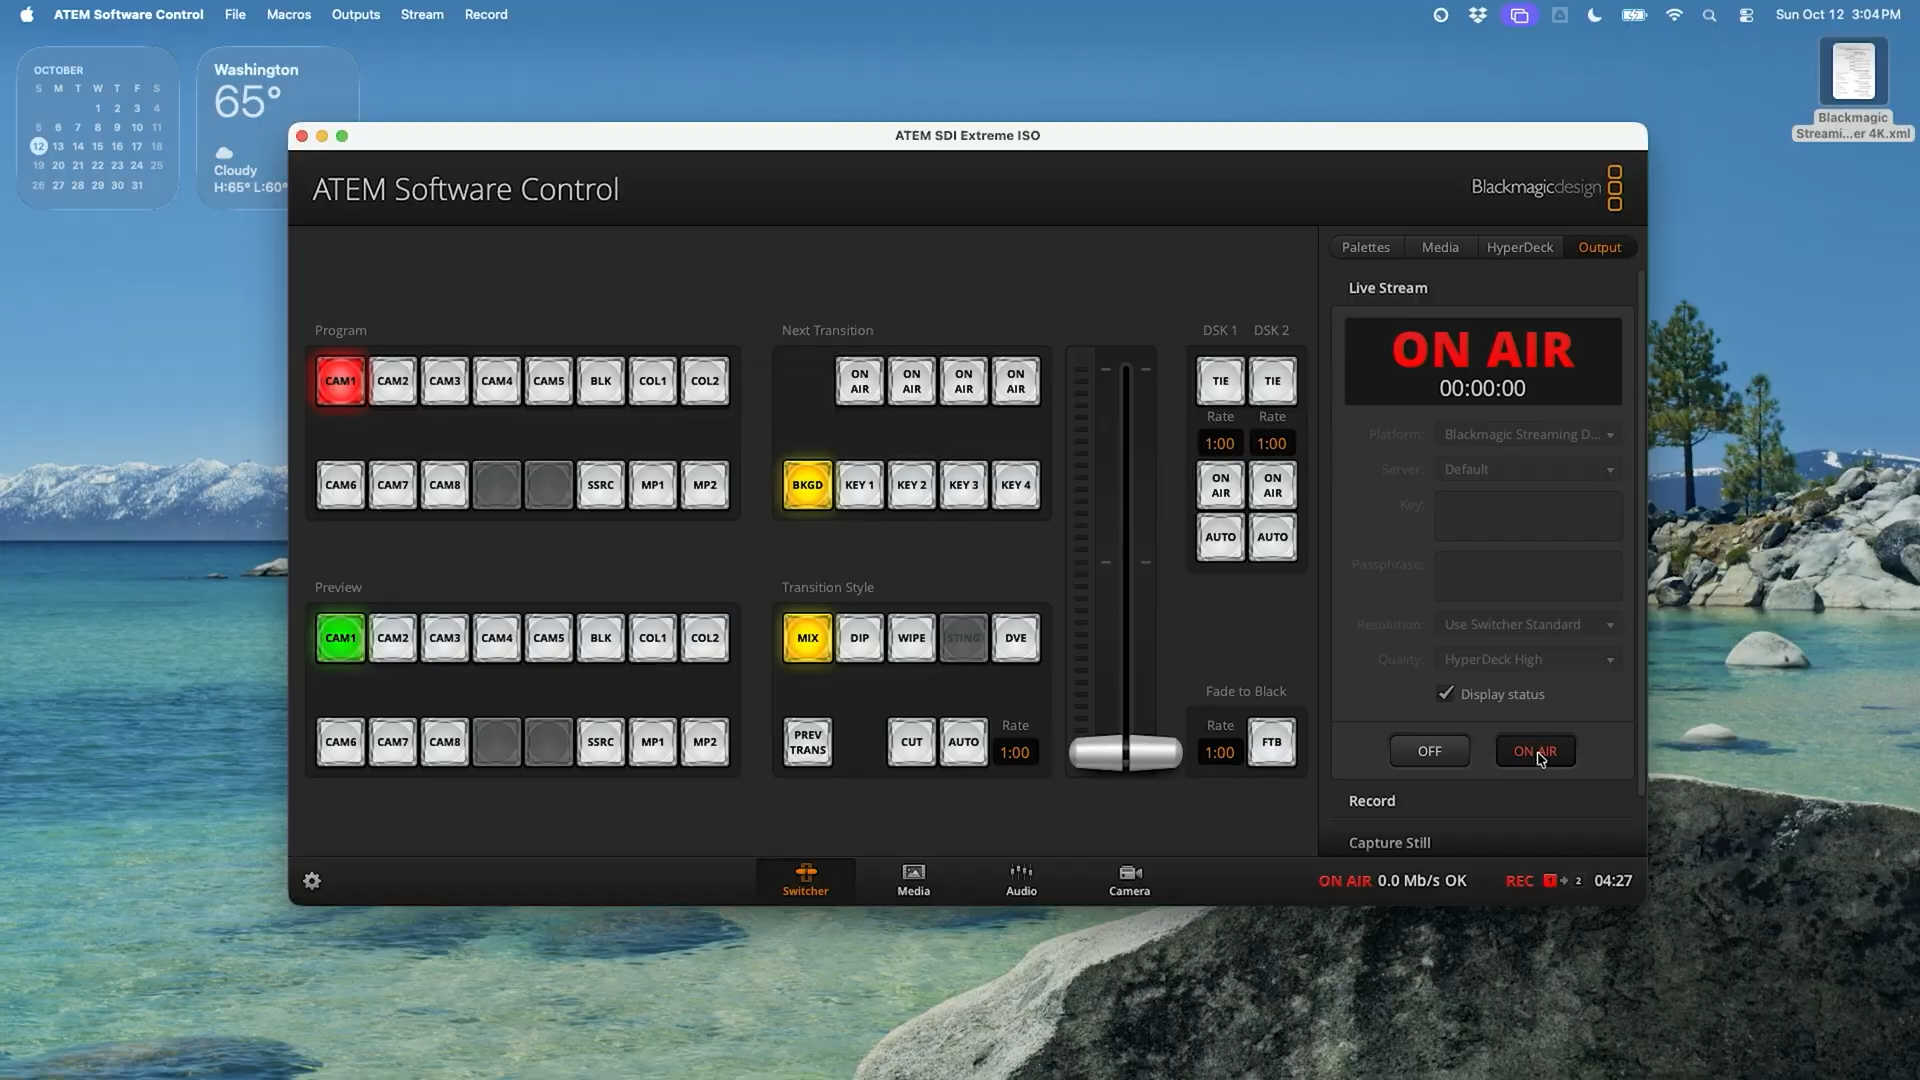 ATEM Software Control File Macros Outputs Stream Record
Sun Oct 12 3:04 PM
OCTOBER
S M T W T F S
1 2 3 4
5 6 7 8 9 10 11
12 13 14 15 16 17 18
19 20 21 22 23 24 25
26 27 28 29 30 31
Washington
65°
Cloudy
H:65° L:60°
Blackmagic
Streami...er 4K.xml
ATEM SDI Extreme ISO
ATEM Software Control
Blackmagicdesign
Palettes Media HyperDeck Output
Live Stream
ON AIR
00:00:00
Platform: Blackmagic Streaming D...
Server: Default
Key:
Passphrase:
Resolution: Use Switcher Standard
Quality: HyperDeck High
Display status
OFF ON AIR
Record
Capture Still
Program
CAM1 CAM2 CAM3 CAM4 CAM5 BLK COL1 COL2
CAM6 CAM7 CAM8 SSRC MP1 MP2
Next Transition
ON AIR ON AIR ON AIR ON AIR
BKGD KEY 1 KEY 2 KEY 3 KEY 4
DSK 1 DSK 2
TIE TIE
Rate Rate
1:00 1:00
ON AIR ON AIR
AUTO AUTO
Preview
CAM1 CAM2 CAM3 CAM4 CAM5 BLK COL1 COL2
CAM6 CAM7 CAM8 SSRC MP1 MP2
Transition Style
MIX DIP WIPE STING DVE
PREV TRANS CUT AUTO Rate 1:00
Fade to Black
Rate
1:00 FTB
Switcher Media Audio Camera
ON AIR 0.0 Mb/s OK REC 1 2 04:27